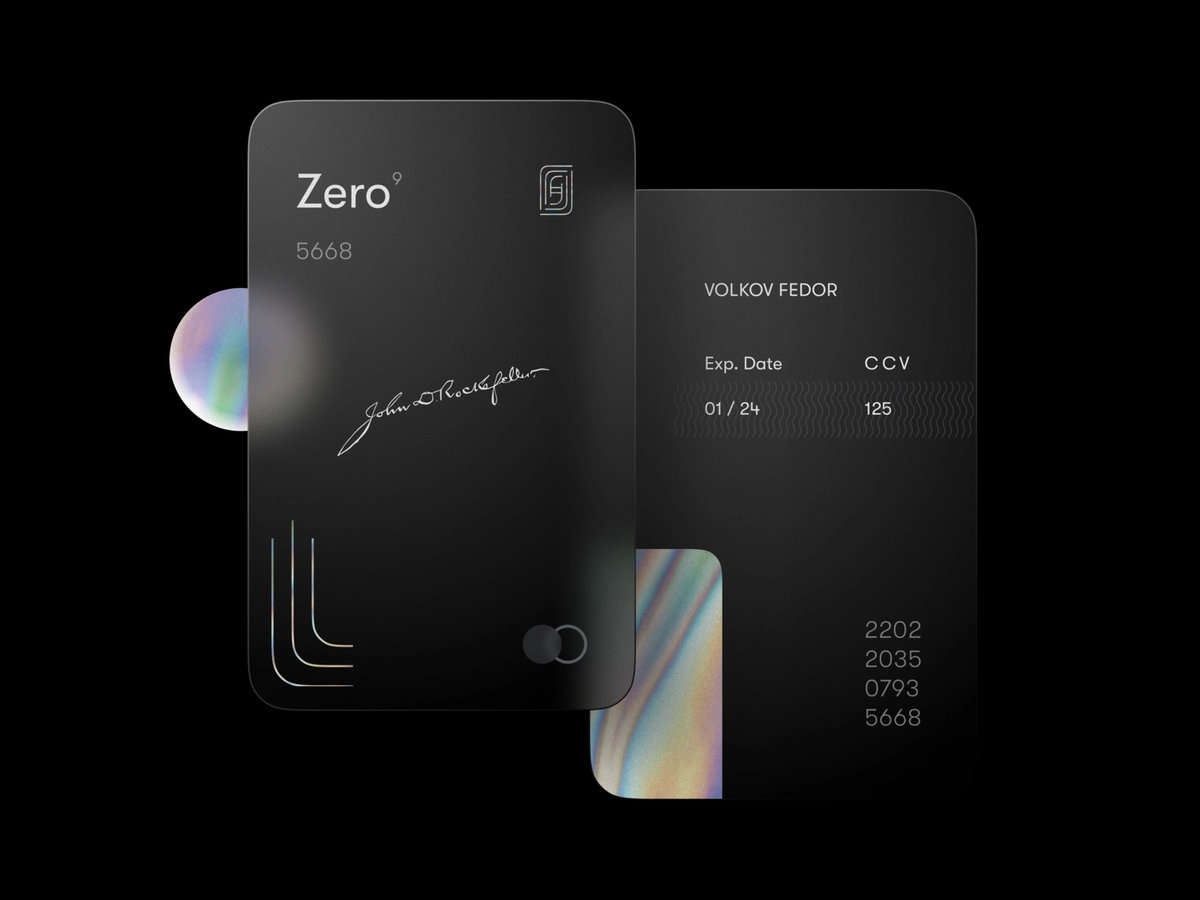 Zero⁹
5668
John D. Rockefeller.
VOLKOV FEDOR
Exp. Date CCV
01 / 24 125
2202
2035
0793
5668